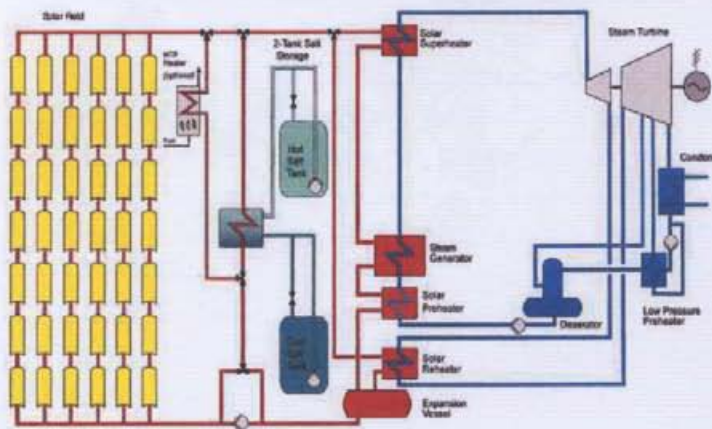 Solar Field
HTF
Heater
(optional)
Fuel
2-Tank Salt
Storage
Hot
Salt
Tank
Solar
Superheater
Steam Turbine
Condens
Steam
Generator
Solar
Preheater
Deaerator
Low Pressure
Preheater
Solar
Reheater
Expansion
Vessel